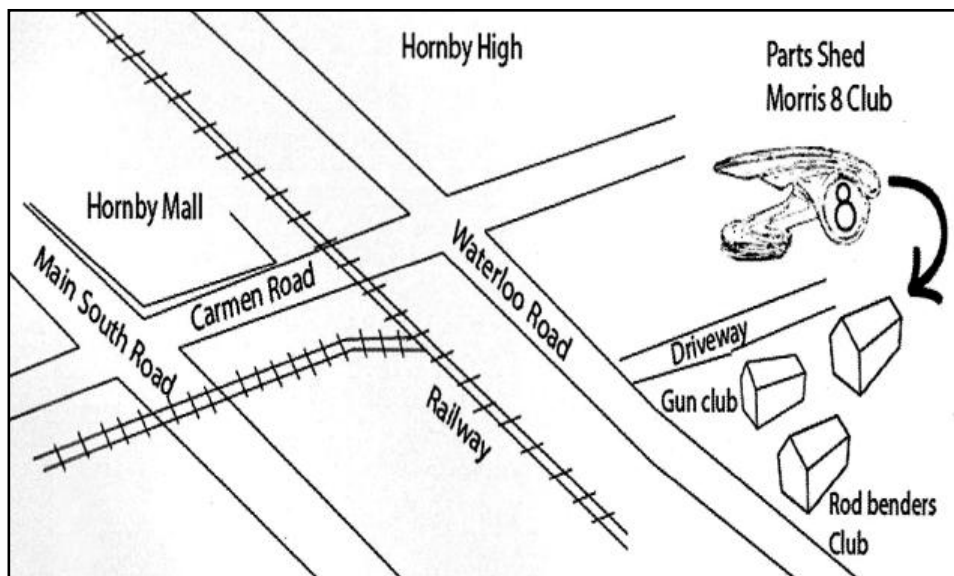 Hornby High
Parts Shed
Morris 8 Club
8
Hornby Mall
Main South Road
Carmen Road
Waterloo Road
Driveway
Gun club
Railway
Rod benders
Club